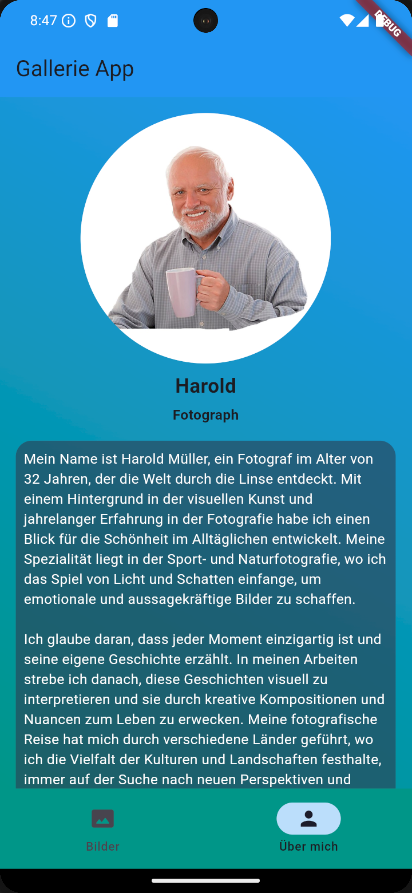 8:47
DEBUG
Gallerie App
Harold
Fotograph
Mein Name ist Harold Müller, ein Fotograf im Alter von
32 Jahren, der die Welt durch die Linse entdeckt. Mit
einem Hintergrund in der visuellen Kunst und
jahrelanger Erfahrung in der Fotografie habe ich einen
Blick für die Schönheit im Alltäglichen entwickelt. Meine
Spezialität liegt in der Sport- und Naturfotografie, wo ich
das Spiel von Licht und Schatten einfange, um
emotionale und aussagekräftige Bilder zu schaffen.
Ich glaube daran, dass jeder Moment einzigartig ist und
seine eigene Geschichte erzählt. In meinen Arbeiten
strebe ich danach, diese Geschichten visuell zu
interpretieren und sie durch kreative Kompositionen und
Nuancen zum Leben zu erwecken. Meine fotografische
Reise hat mich durch verschiedene Länder geführt, wo
ich die Vielfalt der Kulturen und Landschaften festhalte,
immer auf der Suche nach neuen Perspektiven und
Bilder
Über mich